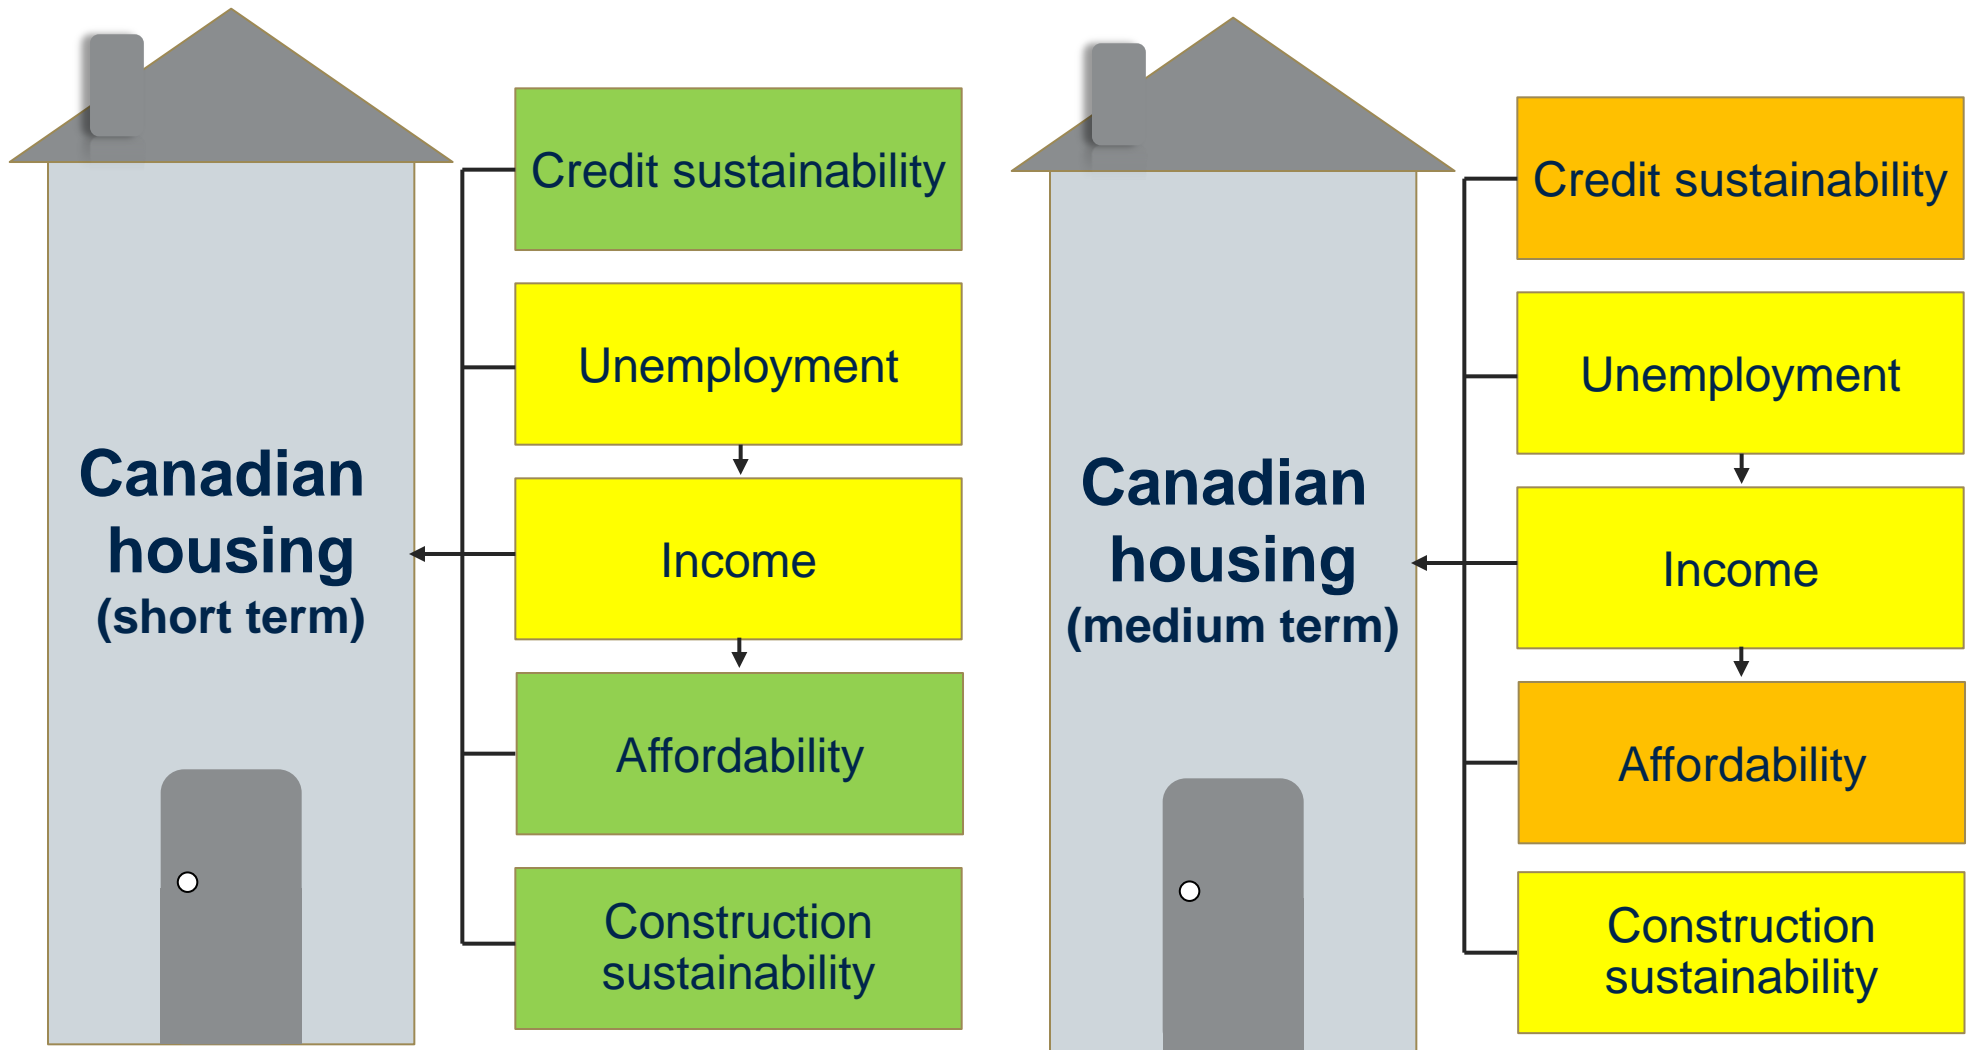 Canadian
housing
(short term)
Credit sustainability
Unemployment
Income
Affordability
Construction
sustainability
Canadian
housing
(medium term)
Credit sustainability
Unemployment
Income
Affordability
Construction
sustainability